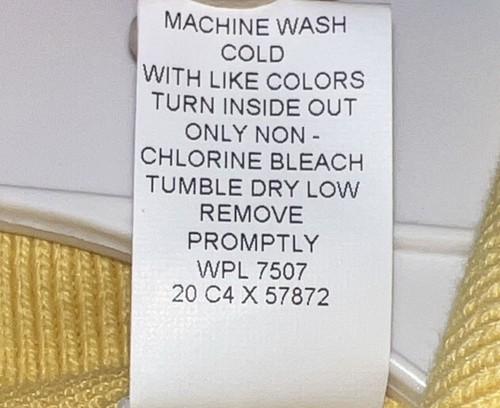 MACHINE WASH
COLD
WITH LIKE COLORS
TURN INSIDE OUT
ONLY NON -
CHLORINE BLEACH
TUMBLE DRY LOW
REMOVE
PROMPTLY
WPL 7507
20 C4 X 57872